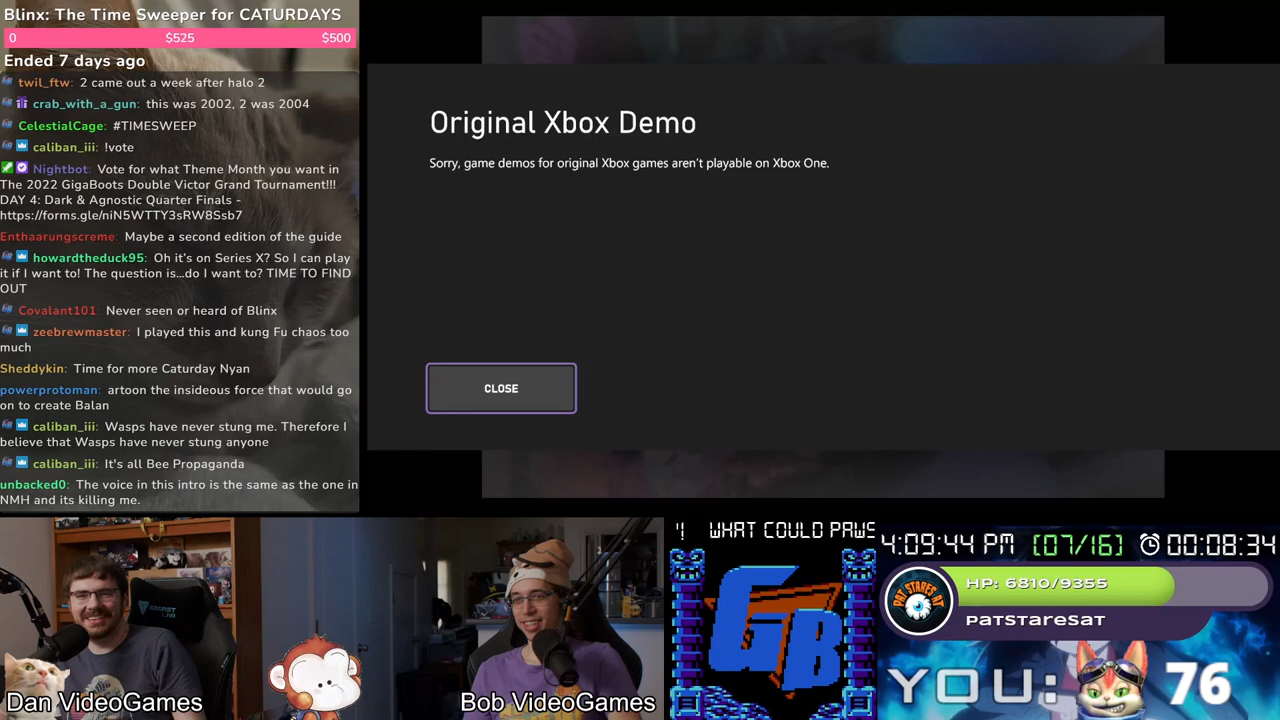 Blinx: The Time Sweeper for CATURDAYS
0 $525 $500
Ended 7 days ago
twil_ftw: 2 came out a week after halo 2
crab_with_a_gun: this was 2002, 2 was 2004
CelestialCage: #TIMESWEEP
caliban_iii: !vote
Nightbot: Vote for what Theme Month you want in
The 2022 GigaBoots Double Victor Grand Tournament!!!
DAY 4: Dark & Agnostic Quarter Finals -
https://forms.gle/niN5WTTY3sRW8Ssb7
Enthaarungscreme: Maybe a second edition of the guide
howardtheduck95: Oh it's on Series X? So I can play
it if I want to! The question is...do I want to? TIME TO FIND
OUT
Covalant101: Never seen or heard of Blinx
zeebrewmaster: I played this and kung Fu chaos too
much
Sheddykin: Time for more Caturday Nyan
powerprotoman: artoon the insideous force that would go
on to create Balan
caliban_iii: Wasps have never stung me. Therefore I
believe that Wasps have never stung anyone
caliban_iii: It's all Bee Propaganda
unbacked0: The voice in this intro is the same as the one in
NMH and its killing me.
Original Xbox Demo
Sorry, game demos for original Xbox games aren't playable on Xbox One.
CLOSE
SECRET
Dan VideoGames
Bob VideoGames
! WHAT COULD PAWS
GB
4:09:44 PM [07/16] 00:08:34
PAT STARES AT
HP: 6810/9355
PatStaresAt
YOU: 76